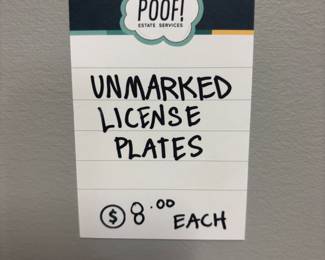 POOF!
ESTATE SERVICES
UNMARKED
LICENSE
PLATES
$8.00 EACH